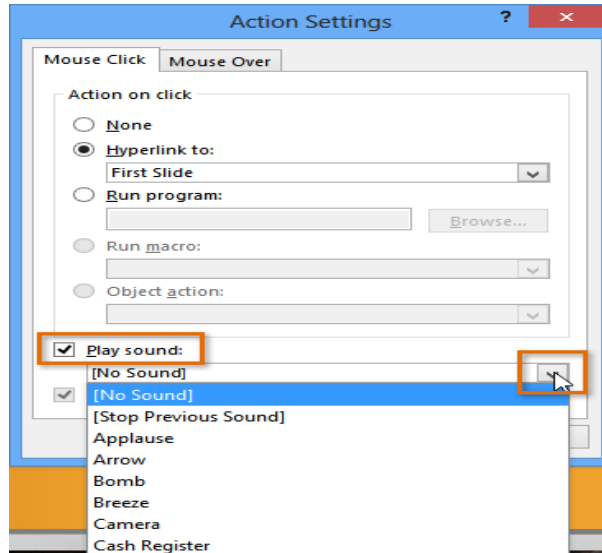 Action Settings ? ×
Mouse Click Mouse Over
Action on click
None
Hyperlink to:
First Slide
Run program:
Browse...
Run macro:
Object action:
Play sound:
[No Sound]
[No Sound]
[Stop Previous Sound]
Applause
Arrow
Bomb
Breeze
Camera
Cash Register